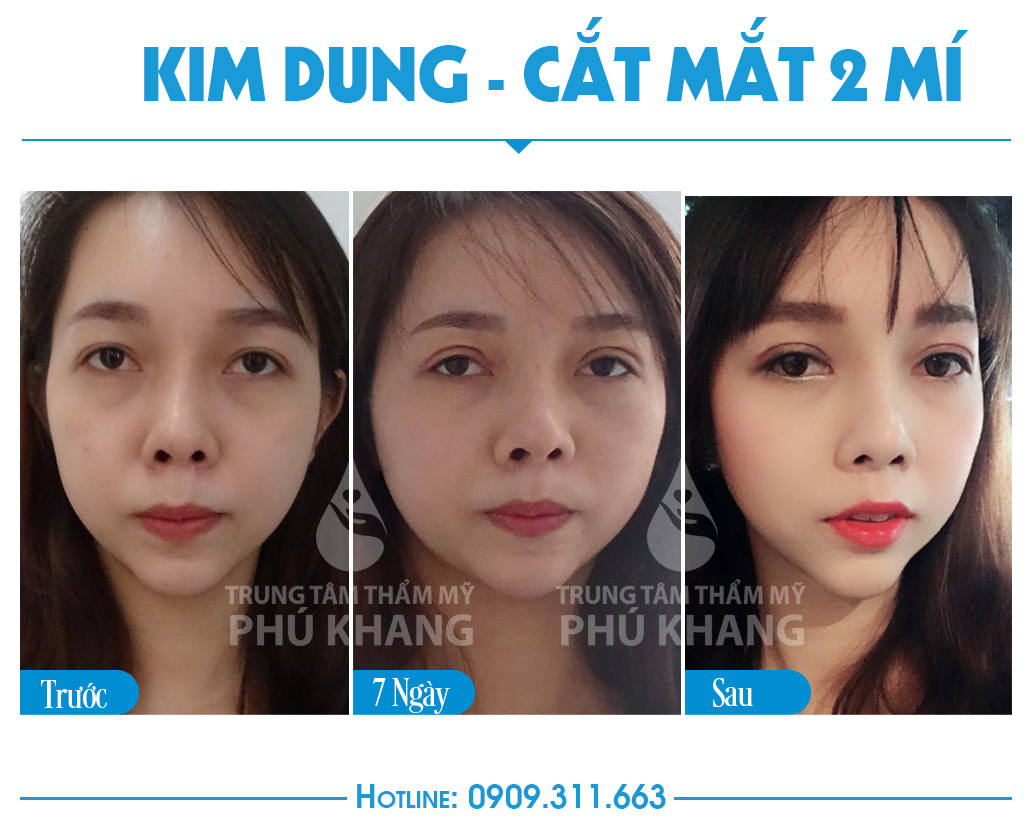 KIM DUNG - CẮT MẮT 2 MÍ
TRUNG TÂM THẨM MỸ
PHÚ KHANG
TRUNG TÂM THẨM MỸ
PHÚ KHANG
Trước
7 Ngày
Sau
HOTLINE: 0909.311.663